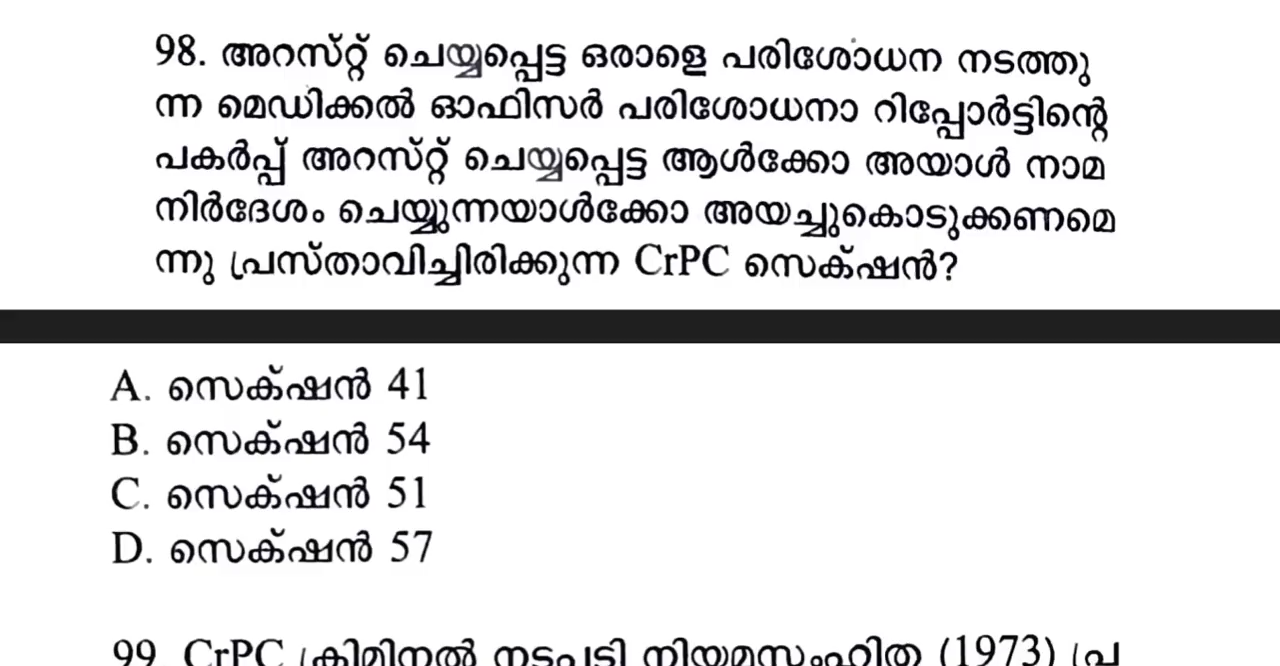 98. അറസ്റ്റ് ചെയ്യപ്പെട്ട ഒരാളെ പരിശോധന നടത്തു
ന്ന മെഡിക്കൽ ഓഫിസർ പരിശോധനാ റിപ്പോർട്ടിന്റെ
പകർപ്പ് അറസ്റ്റ് ചെയ്യപ്പെട്ട ആൾക്കോ അയാൾ നാമ
നിർദേശം ചെയ്യുന്നയാൾക്കോ അയച്ചുകൊടുക്കണമെ
ന്നു പ്രസ്താവിച്ചിരിക്കുന്ന CrPC സെക്ഷൻ?
A. സെക്ഷൻ 41
B. സെക്ഷൻ 54
C. സെക്ഷൻ 51
D. സെക്ഷൻ 57
99. CrPC ക്രിമിനൽ നടപടി നിയമസംഹിത (1973) പ്ര